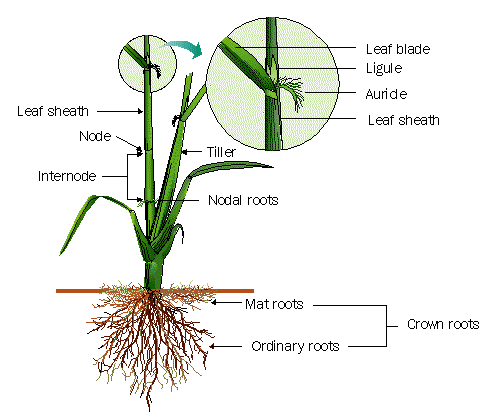 Leaf blade
Ligule
Auricle
Leaf sheath
Leaf sheath
Node
Tiller
Internode
Nodal roots
Mat roots
Crown roots
Ordinary roots